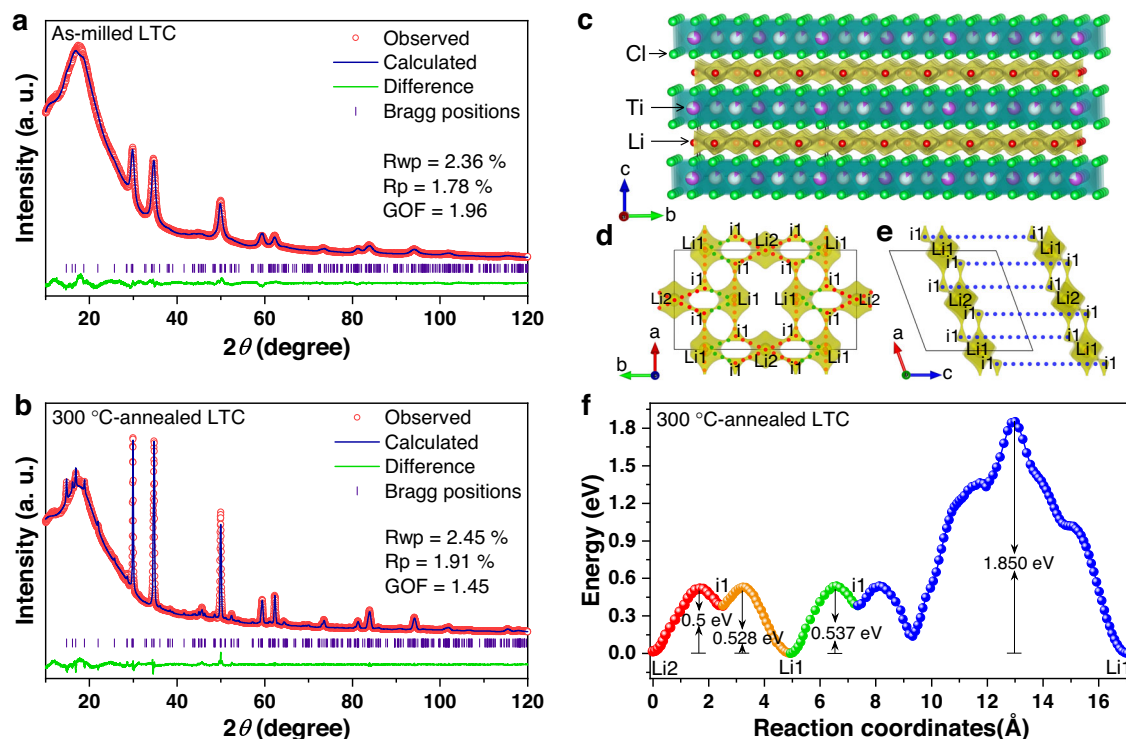 a
As-milled LTC
Observed
Calculated
Difference
Bragg positions
Rwp = 2.36 %
Rp = 1.78 %
GOF = 1.96
Intensity (a. u.)
20 40 60 80 100 120
2θ (degree)
b
300 °C-annealed LTC
Observed
Calculated
Difference
Bragg positions
Rwp = 2.45 %
Rp = 1.91 %
GOF = 1.45
Intensity (a. u.)
20 40 60 80 100 120
2θ (degree)
c
Cl
Ti
Li
c
b
d
Li1 i1 Li2 i1 Li1
i1 i1
Li2 Li1 Li1 Li2
i1 i1
Li1 Li2 Li1
i1 i1
a
b
e
i1 Li1 Li1
i1 i1
i1 i1
Li2 Li2
i1 i1
i1 i1
Li1 Li1
i1 i1
a
c
f
300 °C-annealed LTC
Energy (eV)
1.8
1.5
1.2
0.9
0.6
0.3
0.0
i1 i1
0.5 eV
0.528 eV
0.537 eV
1.850 eV
Li2 Li1 Li1
0 2 4 6 8 10 12 14 16
Reaction coordinates(Å)